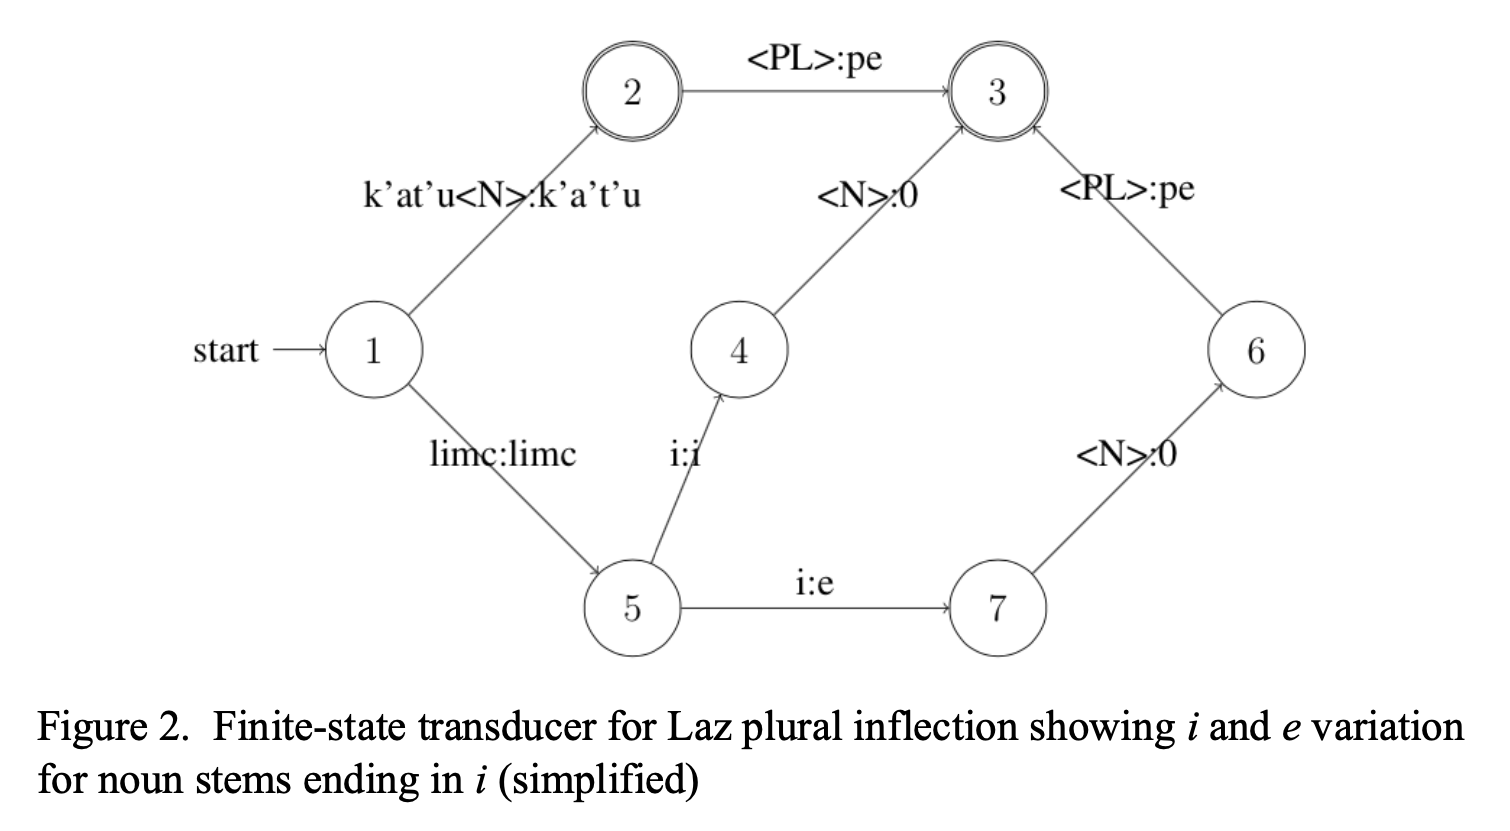 <PL>:pe
2
3
k’at’u<N>:k’a’t’u
<N>:0
<PL>:pe
start
1
4
6
limc:limc
i:i
<N>:0
i:e
5
7
Figure 2. Finite-state transducer for Laz plural inflection showing i and e variation
for noun stems ending in i (simplified)